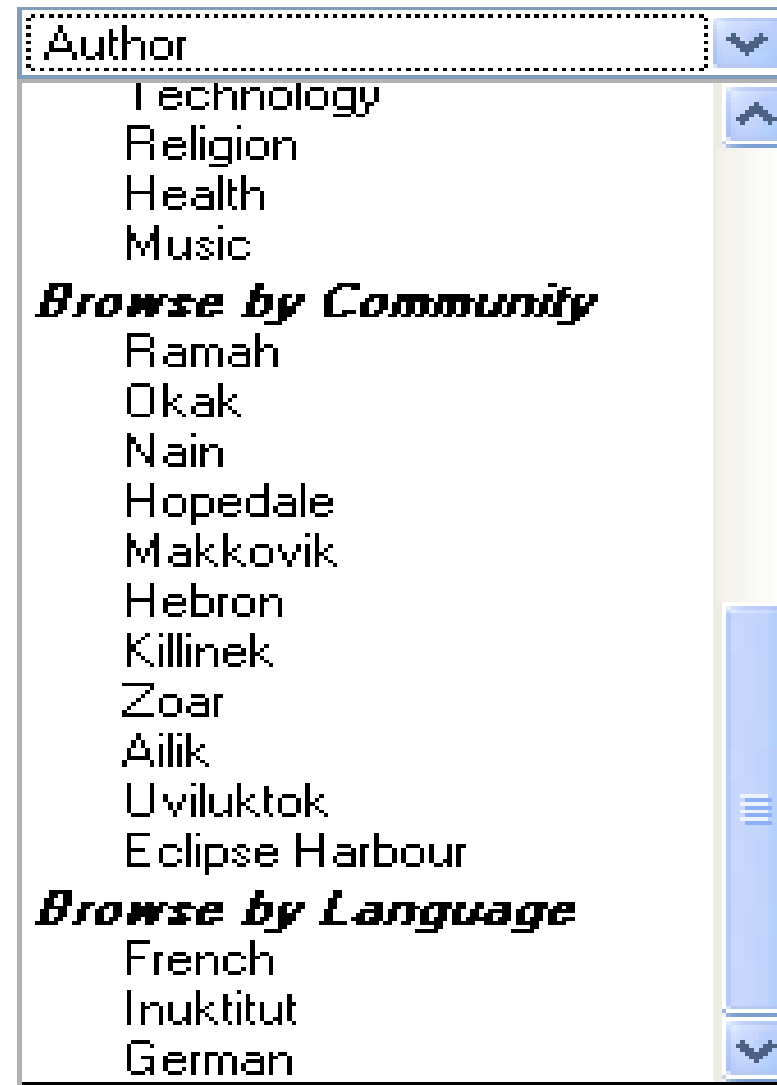 Author
Technology
Religion
Health
Music
Browse by Community
Ramah
Okak
Nain
Hopedale
Makkovik
Hebron
Killinek
Zoar
Ailik
Uviluktok
Eclipse Harbour
Browse by Language
French
Inuktitut
German